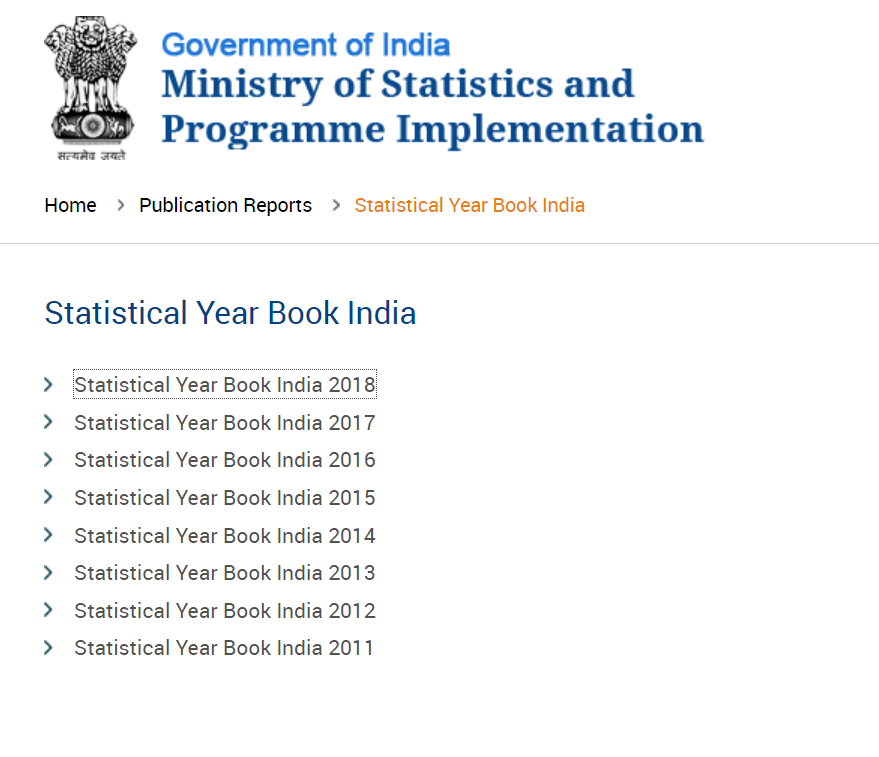 Government of India
Ministry of Statistics and
Programme Implementation
सत्यमेव जयते
Home > Publication Reports > Statistical Year Book India
Statistical Year Book India
Statistical Year Book India 2018
Statistical Year Book India 2017
Statistical Year Book India 2016
Statistical Year Book India 2015
Statistical Year Book India 2014
Statistical Year Book India 2013
Statistical Year Book India 2012
Statistical Year Book India 2011